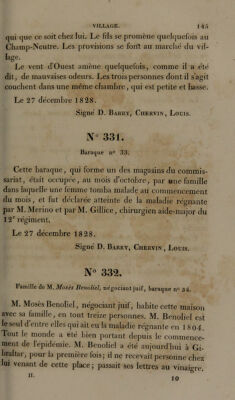 VILLAGE. 145
qui que ce soit chez lui. Le fils se promène quelquefois au
Champ-Neutre. Les provisions se font au marché du vil-
lage.
Le vent d'Ouest amène quelquefois, comme il a été
dit, de mauvaises odeurs. Les trois personnes dont il s'agit
couchent dans une même chambre, qui est petite et basse.
Le 27 décembre 1828.
Signé D. Barry, Chervin, Louis.
N° 331.
Baraque n° 33.
Cette baraque, qui forme un des magasins du commis-
sariat, était occupée, au mois d'octobre, par une famille
dans laquelle une femme tomba malade au commencement
du mois, et fut déclarée atteinte de la maladie régnante
par M. Merino et par M. Gillice, chirurgien aide-major du
12e régiment.
Le 27 décembre 1828.
Signé D. Barry, Chervin, Louis.
N° 332.
Famille de M. Mosès Benoliel, négociant juif, baraque n° 34.
M. Mosès Benoliel, négociant juif, habite cette maison
avec sa famille, en tout treize personnes. M. Benoliel est
le seul d'entre elles qui ait eu la maladie régnante en 1804.
Tout le monde a été bien portant depuis le commence-
ment de l'épidémie. M. Benoliel a été aujourd'hui à Gi-
braltar, pour la première fois; il ne recevait personne chez
lui venant de cette place; passait ses lettres au vinaigre.
II. 10